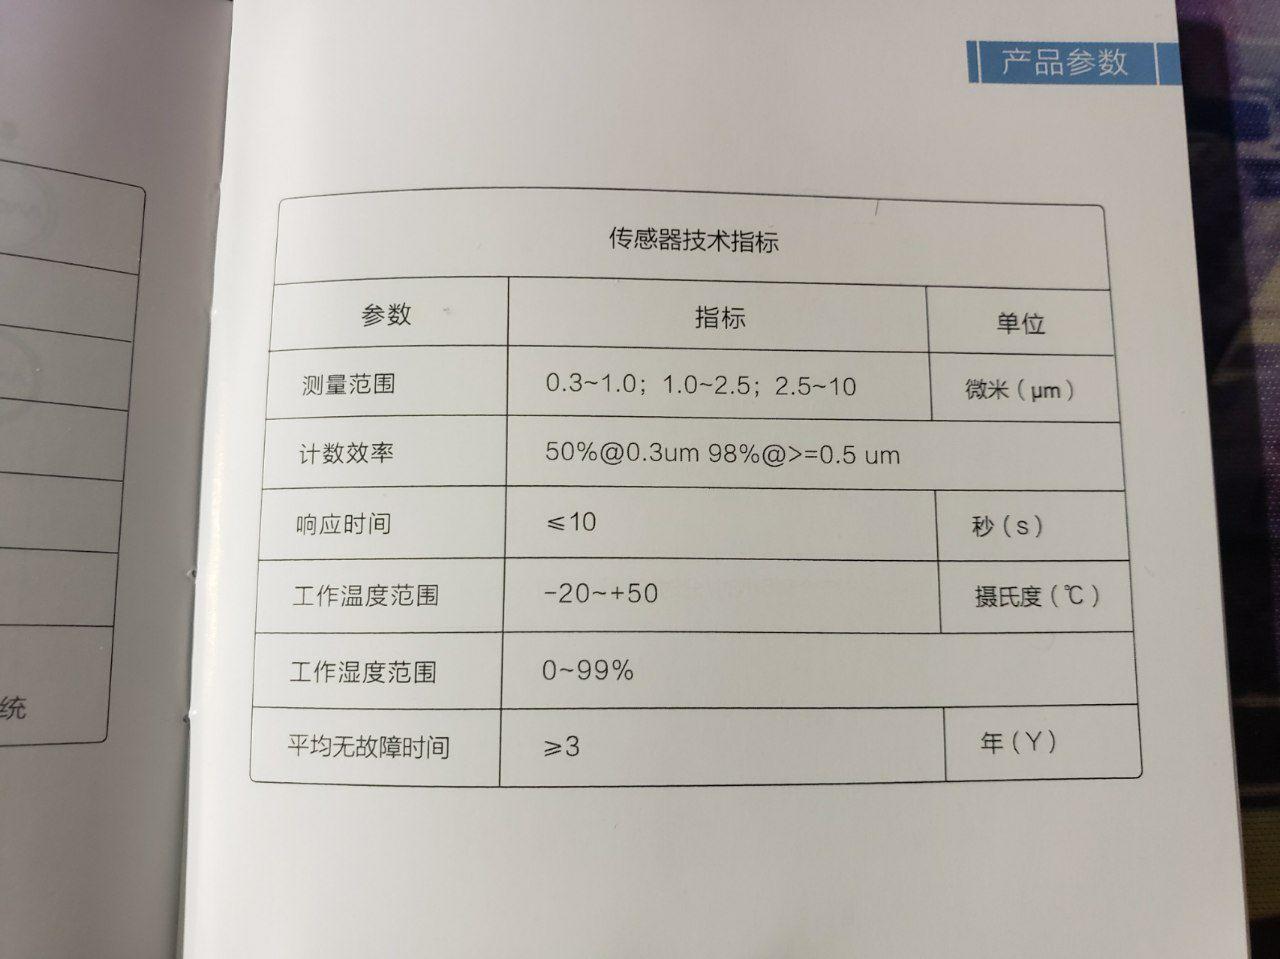 产品参数
传感器技术指标
参数 指标 单位
测量范围 0.3~1.0；1.0~2.5；2.5~10 微米（μm）
计数效率 50%@0.3um 98%@>=0.5 um
响应时间 ≤10 秒（s）
工作温度范围 -20~+50 摄氏度（℃）
工作湿度范围 0~99%
平均无故障时间 ≥3 年（Y）
统